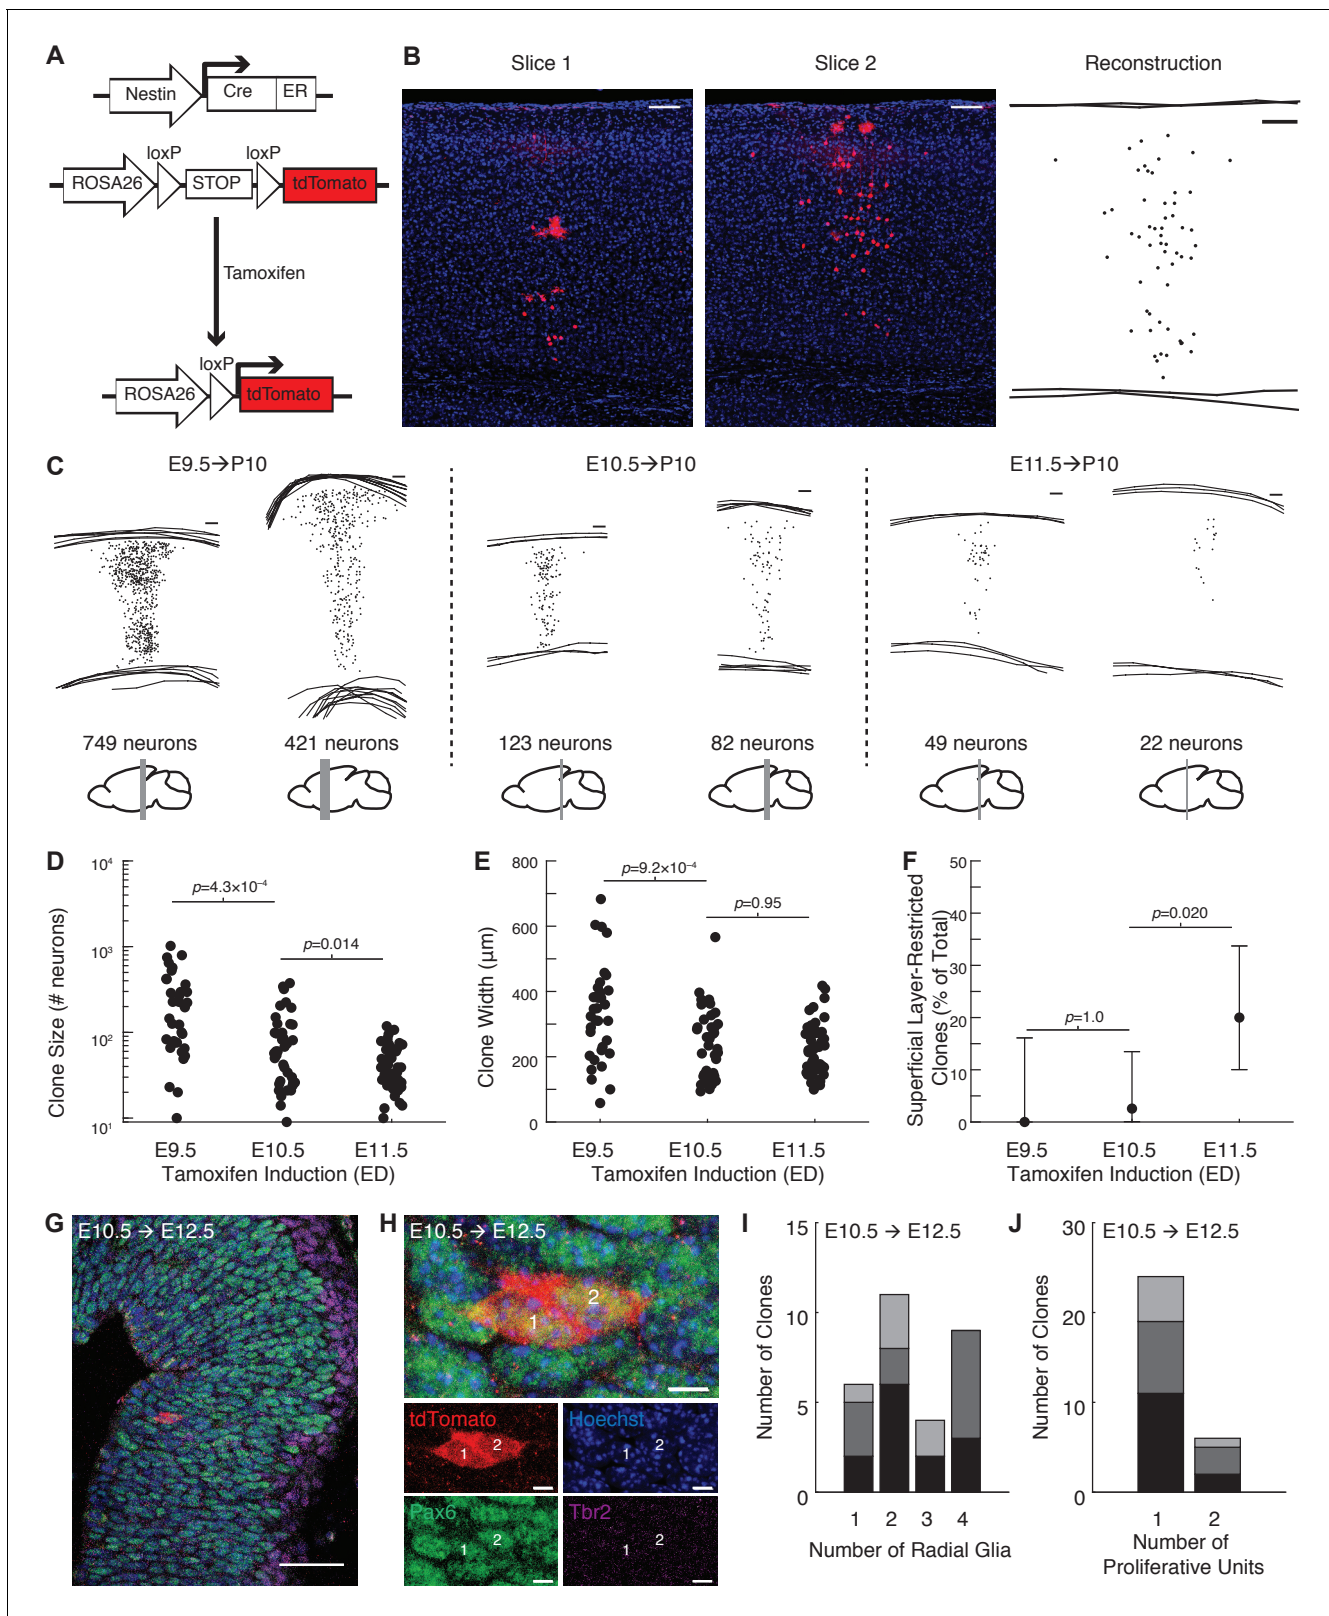 A
Nestin
Cre
ER
loxP
loxP
ROSA26
STOP
tdTomato
Tamoxifen
loxP
ROSA26
tdTomato
B
Slice 1
Slice 2
Reconstruction
C
E9.5→P10
E10.5→P10
E11.5→P10
749 neurons
421 neurons
123 neurons
82 neurons
49 neurons
22 neurons
D
Clone Size (# neurons)
10⁴
10³
10²
10¹
p=4.3×10⁻⁴
p=0.014
E9.5
E10.5
E11.5
Tamoxifen Induction (ED)
E
Clone Width (µm)
800
600
400
200
0
p=9.2×10⁻⁴
p=0.95
E9.5
E10.5
E11.5
Tamoxifen Induction (ED)
F
Superficial Layer-Restricted
Clones (% of Total)
50
40
30
20
10
0
p=0.020
p=1.0
E9.5
E10.5
E11.5
Tamoxifen Induction (ED)
G
E10.5 → E12.5
H
E10.5 → E12.5
1
2
tdTomato
1
2
Hoechst
1
2
Pax6
1
2
Tbr2
1
2
I
E10.5 → E12.5
Number of Clones
15
10
5
0
1
2
3
4
Number of Radial Glia
J
E10.5 → E12.5
Number of Clones
30
20
10
0
1
2
Number of
Proliferative Units